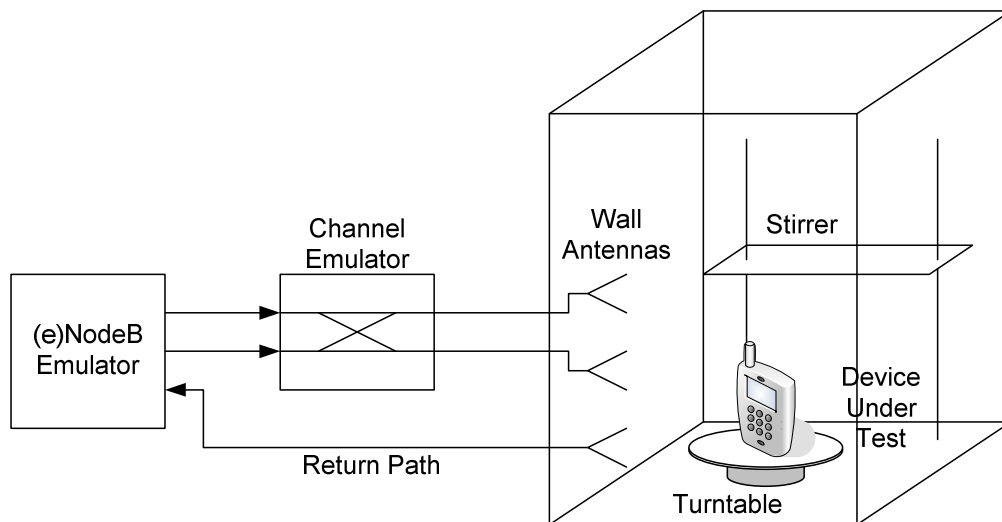 (e)NodeB
Emulator
Channel
Emulator
Wall
Antennas
Stirrer
Device
Under
Test
Return Path
Turntable